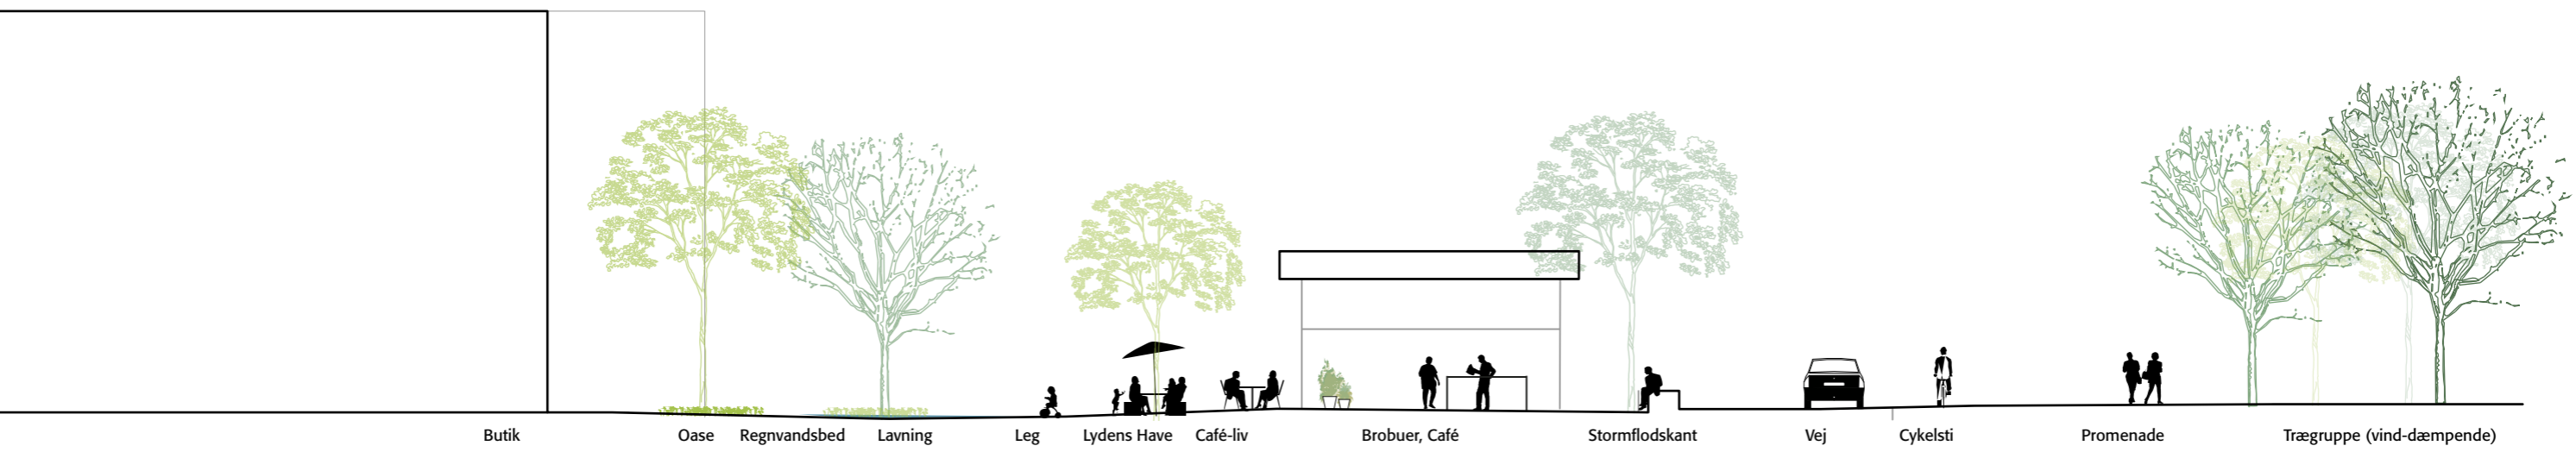 Butik
Oase
Regnvandsbed
Lavning
Leg
Lydens Have
Café-liv
Brobuer, Café
Stormflodskant
Vej
Cykelsti
Promenade
Trægruppe (vind-dæmpende)